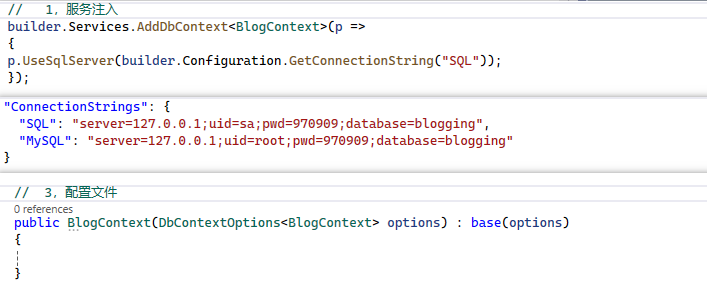 //   1，服务注入
builder.Services.AddDbContext<BlogContext>(p =>
{
p.UseSqlServer(builder.Configuration.GetConnectionString("SQL"));
});
"ConnectionStrings": {
"SQL": "server=127.0.0.1;uid=sa;pwd=970909;database=blogging",
"MySQL": "server=127.0.0.1;uid=root;pwd=970909;database=blogging"
}
//  3，配置文件
0 references
public BlogContext(DbContextOptions<BlogContext> options) : base(options)
{
}